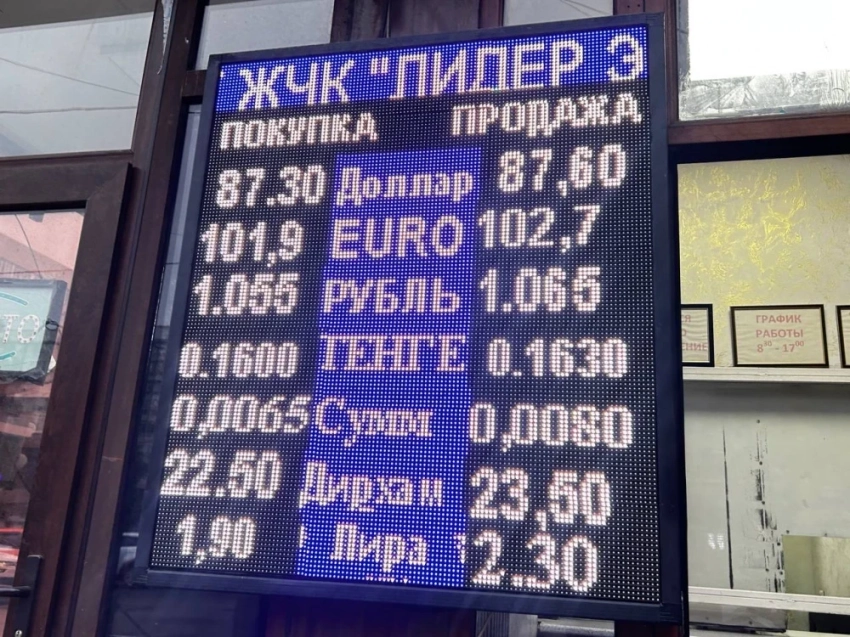 ЖЧК "ЛИДЕР Э
ПОКУПКА ПРОДАЖА
87.30 Доллар 87,60
101,9 EURO 102,7
1.055 РУБЛЬ 1.065
0.1600 ТЕНГЕ 0.1630
0,0065 Сумм 0,0080
22.50 Дирхам 23,50
1,90 Лира 2.30
ГРАФИК
РАБОТЫ
8³⁰ - 17⁰⁰